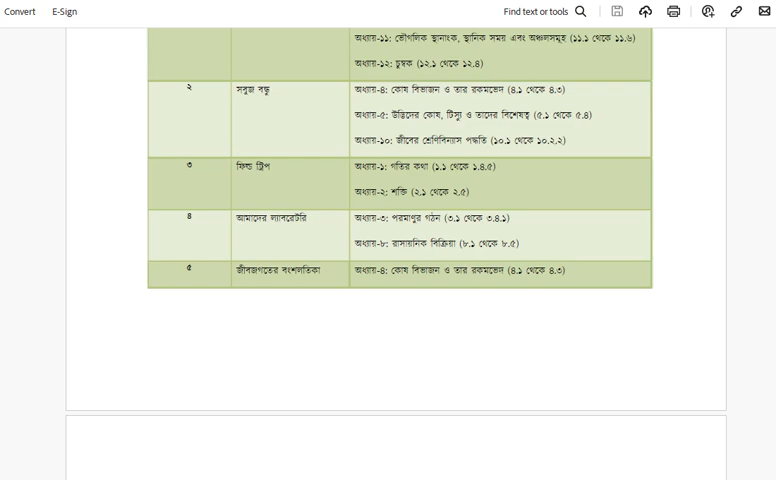 Convert E-Sign Find text or tools
অধ্যায়-১১: ভৌগলিক স্থানাংক, স্থানিক সময় এবং অঞ্চলসমূহ (১১.১ থেকে ১১.৬)
অধ্যায়-১২: চুম্বক (১২.১ থেকে ১২.৪)
২ সবুজ বন্ধু অধ্যায়-৪: কোষ বিভাজন ও তার রকমভেদ (৪.১ থেকে ৪.৩)
অধ্যায়-৫: উদ্ভিদের কোষ, টিস্যু ও তাদের বিশেষত্ব (৫.১ থেকে ৫.৪)
অধ্যায়-১০: জীবের শ্রেণিবিন্যাস পদ্ধতি (১০.১ থেকে ১০.২.২)
৩ ফিল্ড ট্রিপ অধ্যায়-১: গতির কথা (১.১ থেকে ১.৪.৫)
অধ্যায়-২: শক্তি (২.১ থেকে ২.৫)
৪ আমাদের ল্যাবরেটরি অধ্যায়-৩: পরমাণুর গঠন (৩.১ থেকে ৩.৪.১)
অধ্যায়-৮: রাসায়নিক বিক্রিয়া (৮.১ থেকে ৮.৫)
৫ জীবজগতের বংশলতিকা অধ্যায়-৪: কোষ বিভাজন ও তার রকমভেদ (৪.১ থেকে ৪.৩)